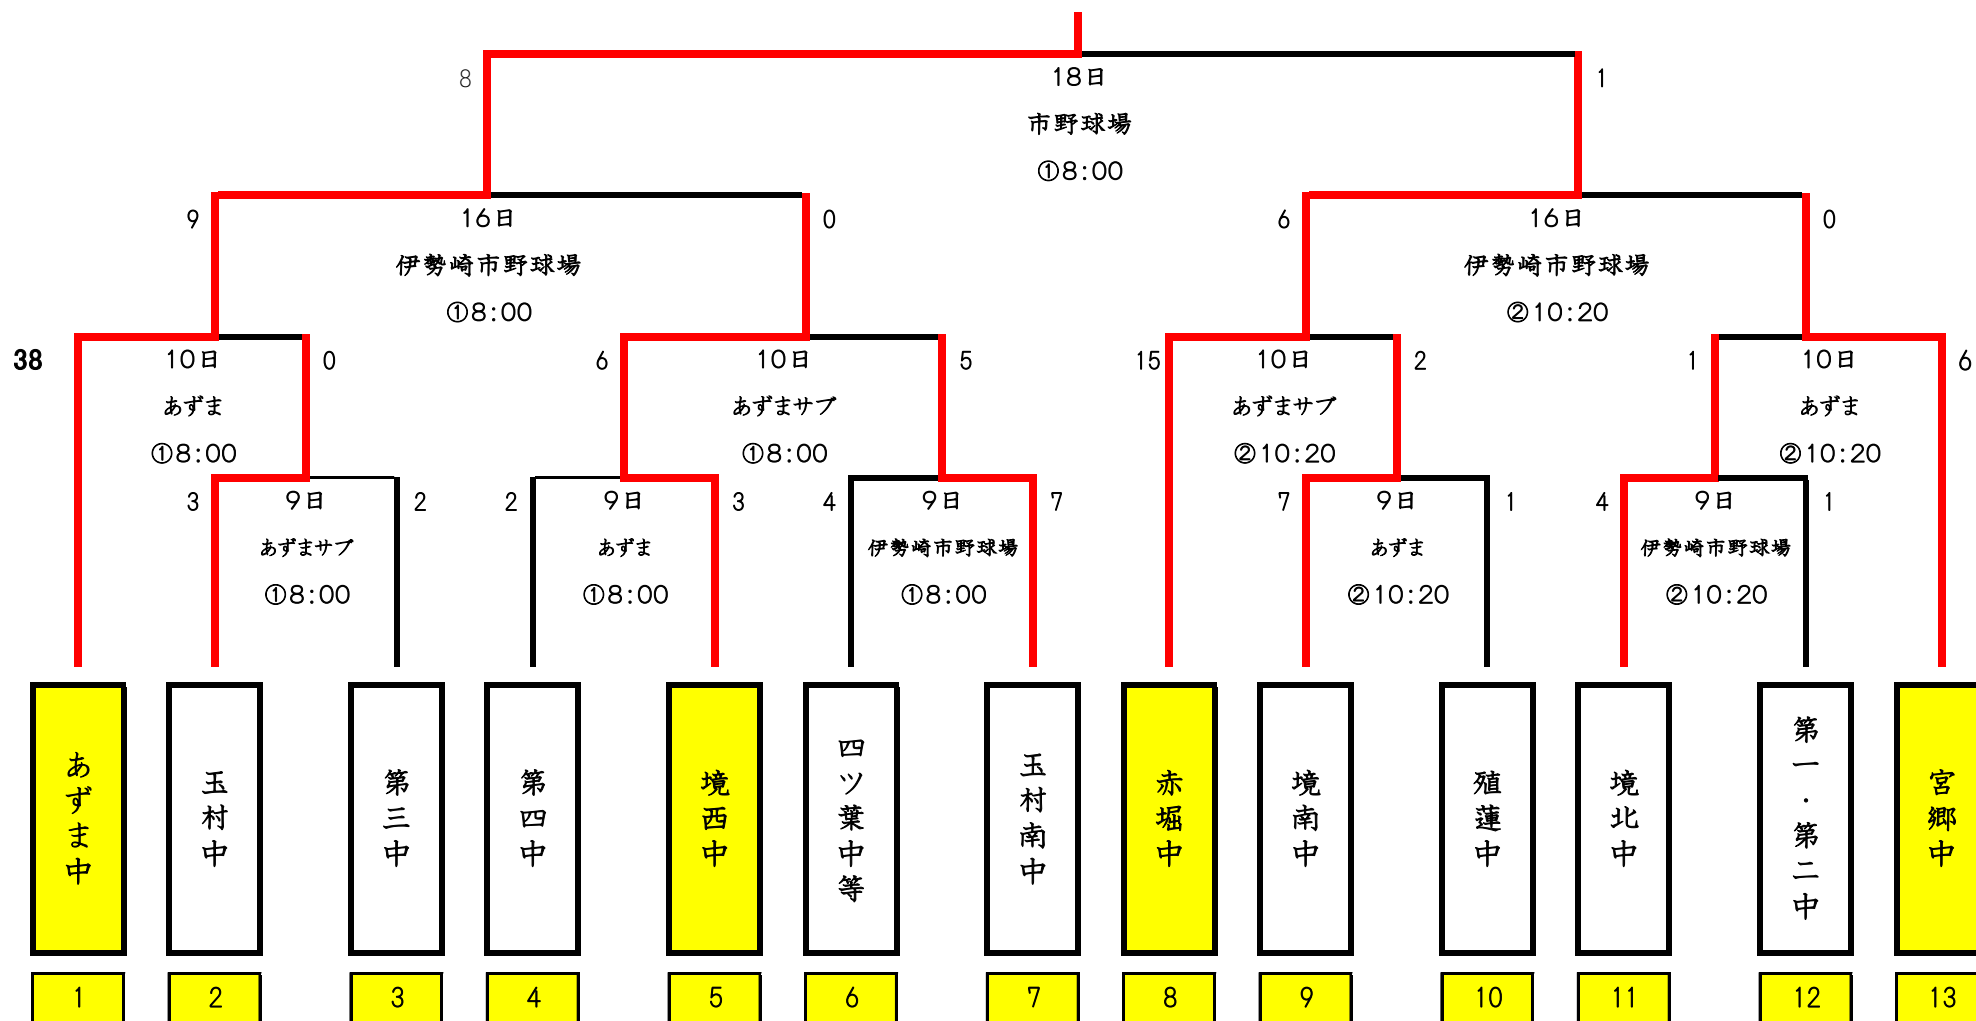 8 18日 1
市野球場
①8:00
9 16日 0 6 16日 0
伊勢崎市野球場 伊勢崎市野球場
①8:00 ②10:20
38 10日 0 6 10日 5 15 10日 2 1 10日 6
あずま あずまサブ あずまサブ あずま
①8:00 ①8:00 ②10:20 ②10:20
3 9日 2 2 9日 3 4 9日 7 7 9日 1 4 9日 1
あずまサブ あずま 伊勢崎市野球場 あずま 伊勢崎市野球場
①8:00 ①8:00 ①8:00 ②10:20 ②10:20
あずま中
玉村中
第三中
第四中
境西中
四ツ葉中等
玉村南中
赤堀中
境南中
殖蓮中
境北中
第一・第二中
宮郷中
1 2 3 4 5 6 7 8 9 10 11 12 13